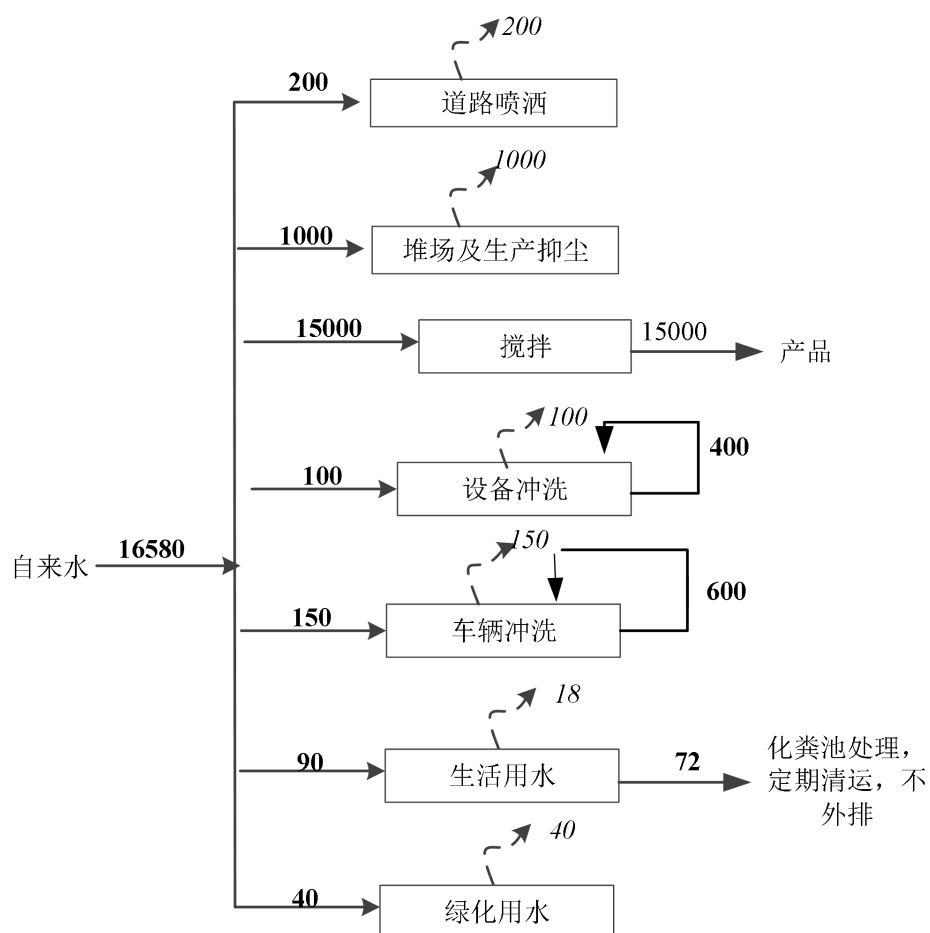 200
200
道路喷洒
1000
1000
堆场及生产抑尘
15000
搅拌
15000
产品
100
400
100
设备冲洗
自来水
16580
150
600
150
车辆冲洗
18
90
生活用水
72
化粪池处理，
定期清运，不
外排
40
40
绿化用水